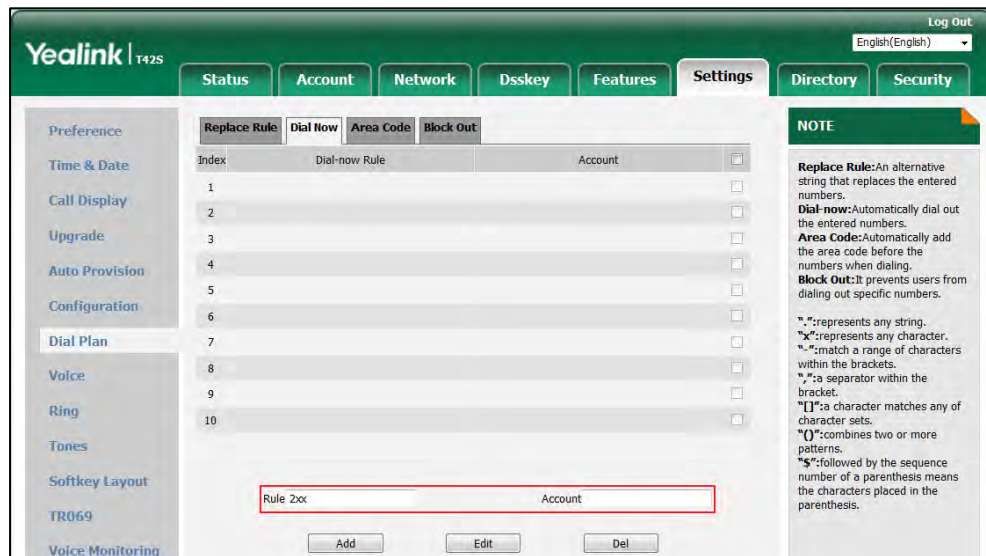 Log Out
Yealink | T42S
English(English)
Status Account Network Dsskey Features Settings Directory Security
Preference
Time & Date
Call Display
Upgrade
Auto Provision
Configuration
Dial Plan
Voice
Ring
Tones
Softkey Layout
TR069
Voice Monitoring
Replace Rule Dial Now Area Code Block Out
Index Dial-now Rule Account
1
2
3
4
5
6
7
8
9
10
Rule 2xx Account
Add Edit Del
NOTE
Replace Rule:An alternative
string that replaces the entered
numbers.
Dial-now:Automatically dial out
the entered numbers.
Area Code:Automatically add
the area code before the
numbers when dialing.
Block Out:It prevents users from
dialing out specific numbers.
".":represents any string.
"x":represents any character.
"-":match a range of characters
within the brackets.
",":a separator within the
bracket.
"[]":a character matches any of
character sets.
"()":combines two or more
patterns.
"$":followed by the sequence
number of a parenthesis means
the characters placed in the
parenthesis.